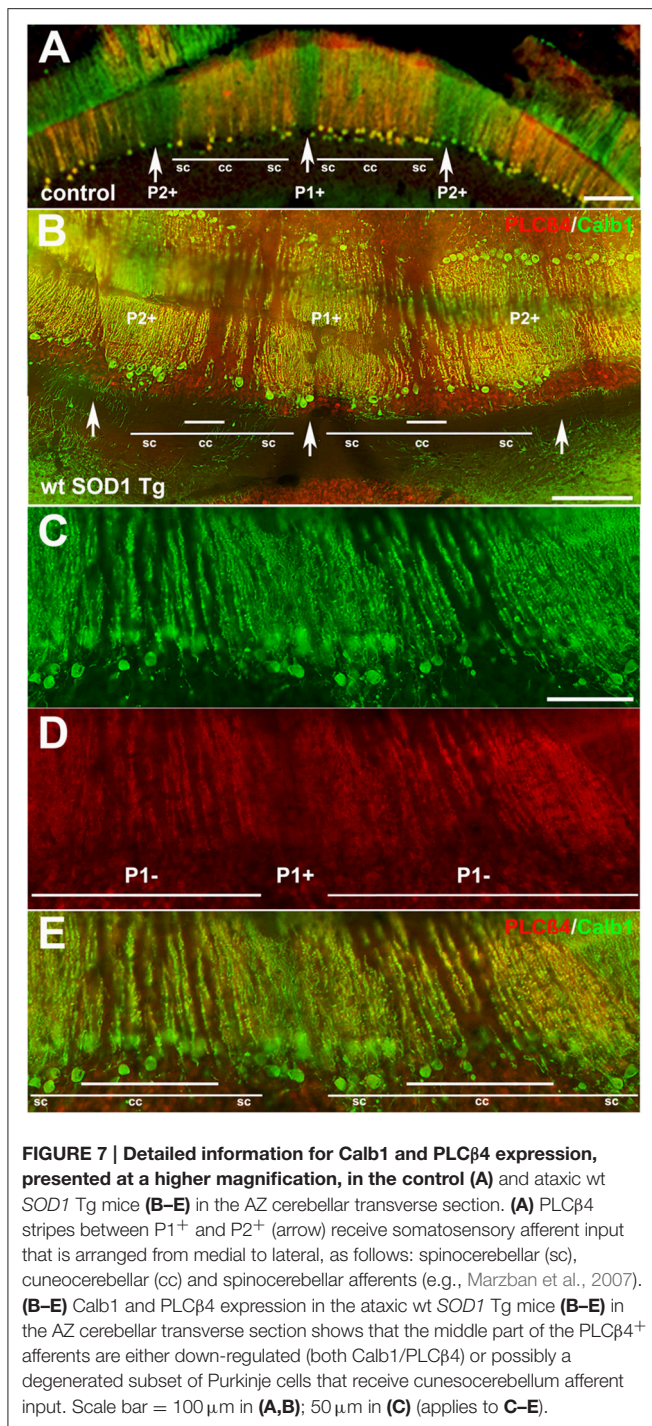 A
sc cc sc sc cc sc
control P2+ P1+ P2+
B PLCß4/Calb1
P2+ P1+ P2+
sc cc sc sc cc sc
wt SOD1 Tg
C
D
P1- P1+ P1-
E PLCß4/Calb1
sc cc sc sc cc sc
FIGURE 7 | Detailed information for Calb1 and PLCβ4 expression,
presented at a higher magnification, in the control (A) and ataxic wt
SOD1 Tg mice (B–E) in the AZ cerebellar transverse section. (A) PLCβ4
stripes between P1+ and P2+ (arrow) receive somatosensory afferent input
that is arranged from medial to lateral, as follows: spinocerebellar (sc),
cuneocerebellar (cc) and spinocerebellar afferents (e.g., Marzban et al., 2007).
(B–E) Calb1 and PLCβ4 expression in the ataxic wt SOD1 Tg mice (B–E) in
the AZ cerebellar transverse section shows that the middle part of the PLCβ4+
afferents are either down-regulated (both Calb1/PLCβ4) or possibly a
degenerated subset of Purkinje cells that receive cunesocerebellum afferent
input. Scale bar = 100 μm in (A,B); 50 μm in (C) (applies to C–E).